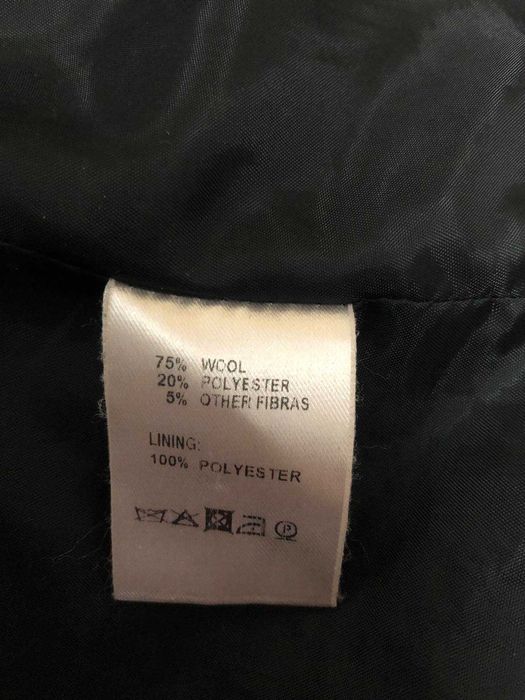 75% WOOL
20% POLYESTER
5% OTHER FIBRAS
LINING:
100% POLYESTER
P